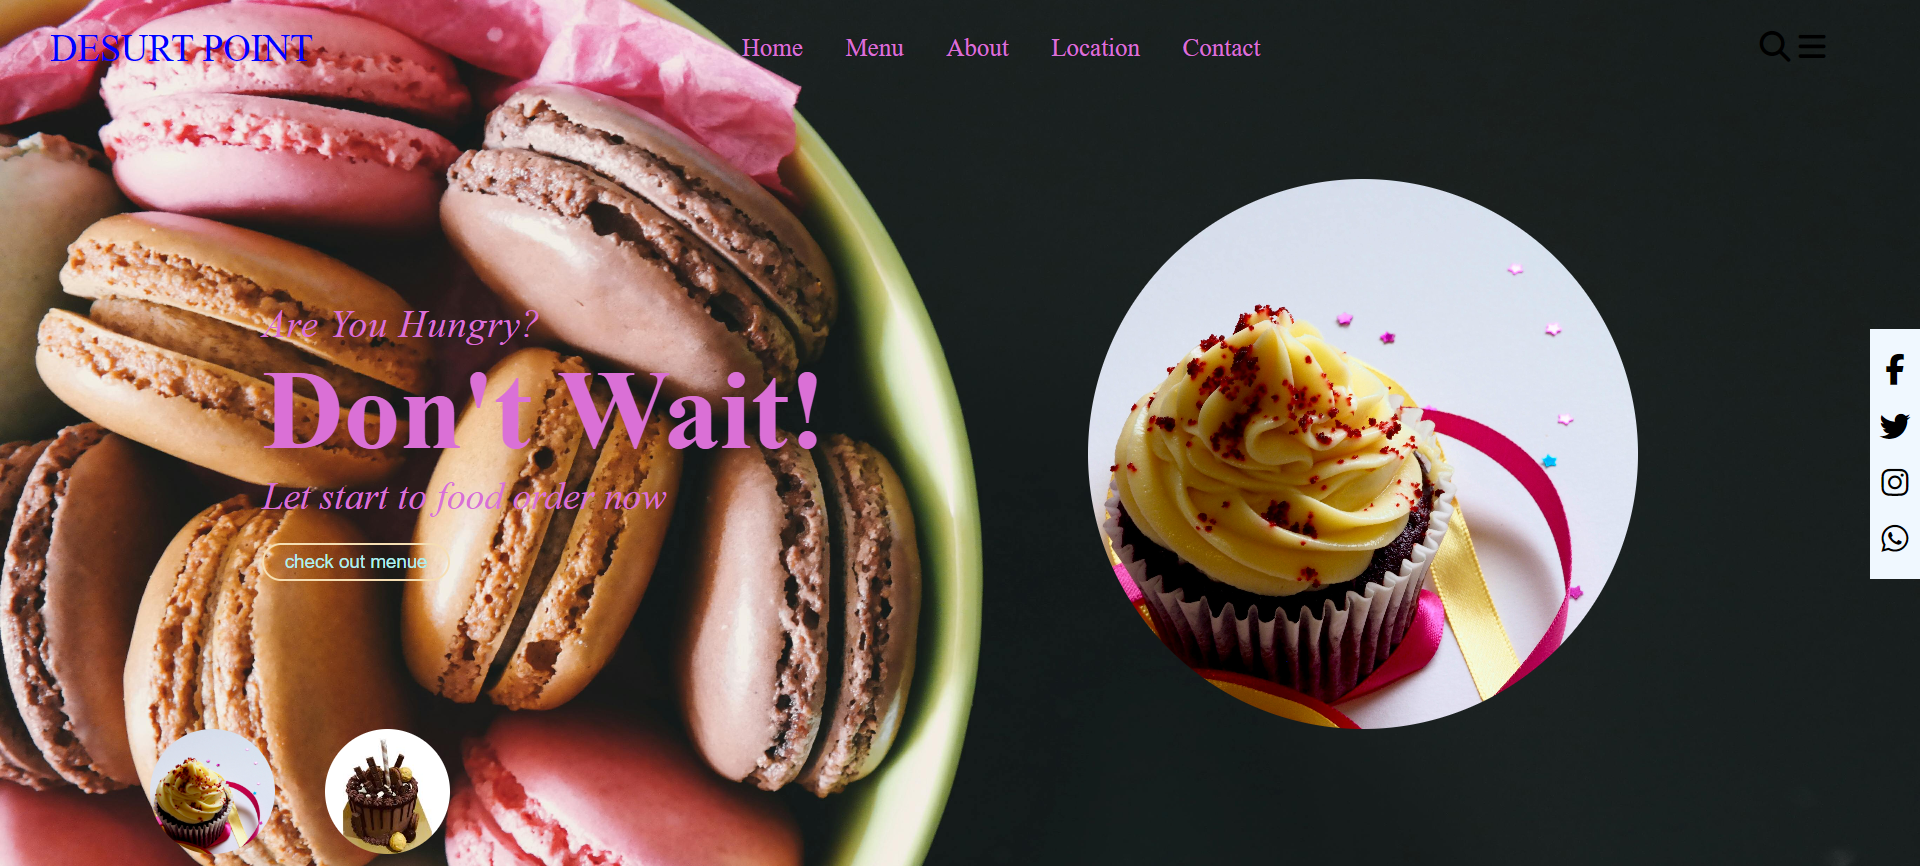 DESURT POINT
Home Menu About Location Contact
Are You Hungry?
Don't Wait!
Let start to food order now
check out menue